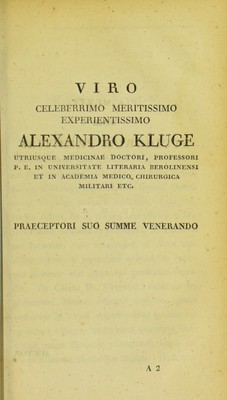 VIRO
CELEBERRIMO MERITISSIMO
EXPERIENTISSIMO
ALEXANDRO KLUGE
UTRIUSQUE MEDICINAE DOCTORI, PROFESSORI
P. E. IN UNIVERSITATE LITERARIA BEROLINENSI
ET IN ACADEMIA MEDICO, CHIRURGICA
MILITARI ETC.
PRAECEPTORI SUO SUMME VENERANDO
A 2